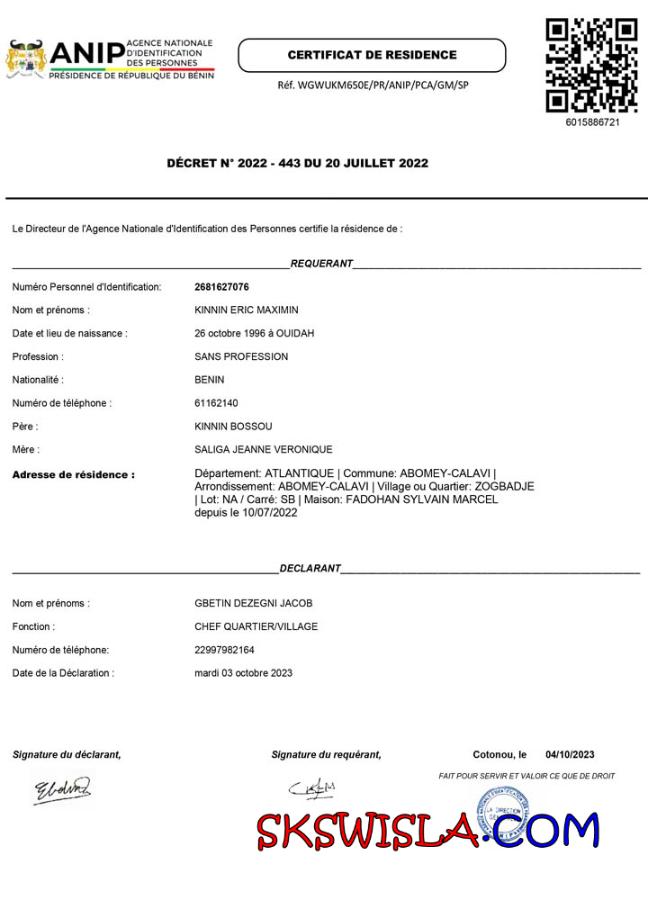 ANIP
AGENCE NATIONALE
D'IDENTIFICATION
DES PERSONNES
PRÉSIDENCE DE RÉPUBLIQUE DU BÉNIN
CERTIFICAT DE RESIDENCE
Réf. WGWUKM650E/PR/ANIP/PCA/GM/SP
6015886721
DÉCRET N° 2022 - 443 DU 20 JUILLET 2022
Le Directeur de l'Agence Nationale d'Identification des Personnes certifie la résidence de :
REQUERANT
Numéro Personnel d'Identification: 2681627076
Nom et prénoms : KINNIN ERIC MAXIMIN
Date et lieu de naissance : 26 octobre 1996 à OUIDAH
Profession : SANS PROFESSION
Nationalité : BENIN
Numéro de téléphone : 61162140
Père : KINNIN BOSSOU
Mère : SALIGA JEANNE VERONIQUE
Adresse de résidence : Département: ATLANTIQUE | Commune: ABOMEY-CALAVI |
Arrondissement: ABOMEY-CALAVI | Village ou Quartier: ZOGBADJE
| Lot: NA / Carré: SB | Maison: FADOHAN SYLVAIN MARCEL
depuis le 10/07/2022
DECLARANT
Nom et prénoms : GBETIN DEZEGNI JACOB
Fonction : CHEF QUARTIER/VILLAGE
Numéro de téléphone: 22997982164
Date de la Déclaration : mardi 03 octobre 2023
Signature du déclarant, Signature du requérant, Cotonou, le 04/10/2023
FAIT POUR SERVIR ET VALOIR CE QUE DE DROIT
LA DIRECTION
SKSWISLA.COM